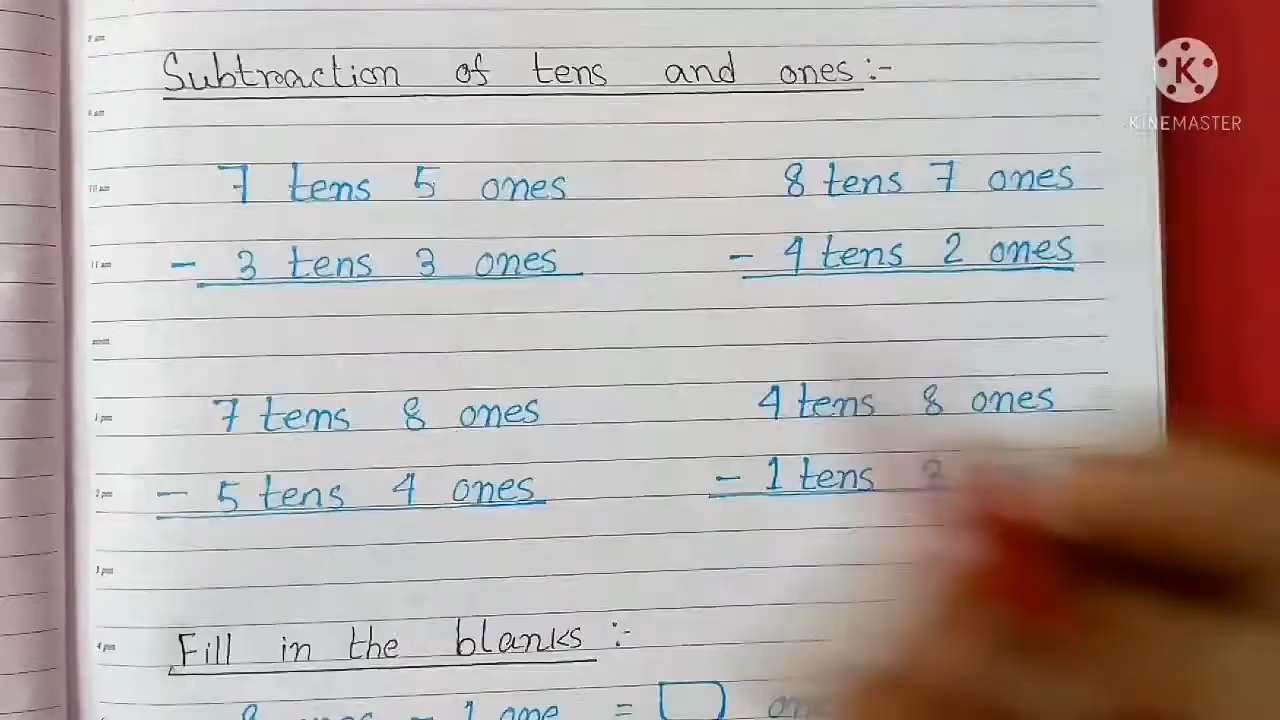 Subtraction of tens and ones :-
7 tens 5 ones
- 3 tens 3 ones
8 tens 7 ones
- 4 tens 2 ones
7 tens 8 ones
- 5 tens 4 ones
4 tens 8 ones
- 1 tens
Fill in the blanks :-
- 1 one =
KINEMASTER